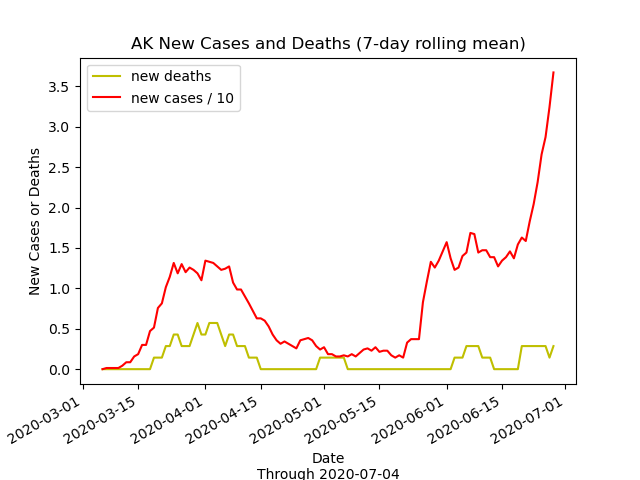 AK New Cases and Deaths (7-day rolling mean)
new deaths
new cases / 10
3.5
3.0
2.5
2.0
1.5
1.0
0.5
0.0
New Cases or Deaths
2020-03-01
2020-03-15
2020-04-01
2020-04-15
2020-05-01
2020-05-15
2020-06-01
2020-06-15
2020-07-01
Date
Through 2020-07-04